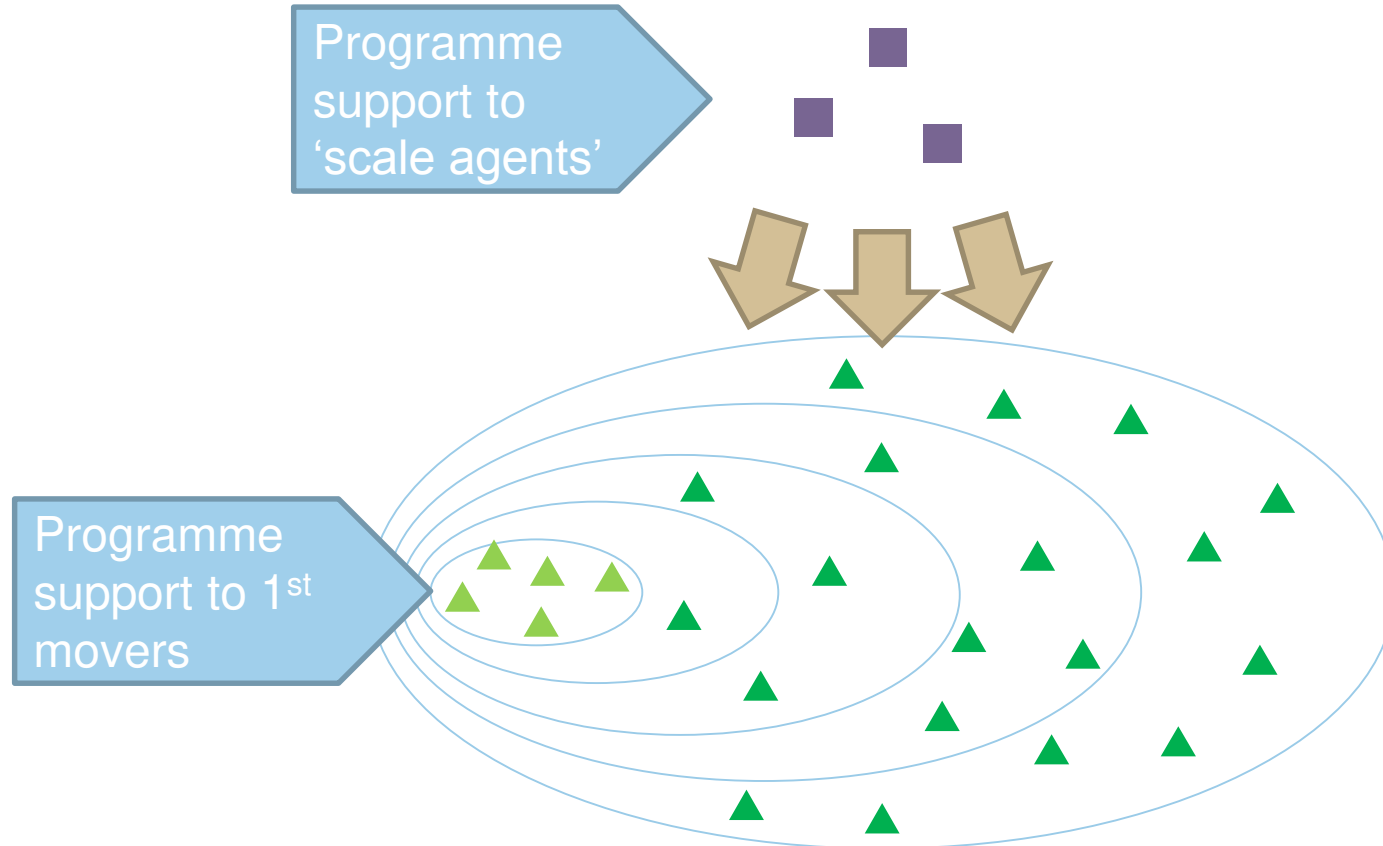 Programme
support to
‘scale agents’
Programme
support to 1st
movers